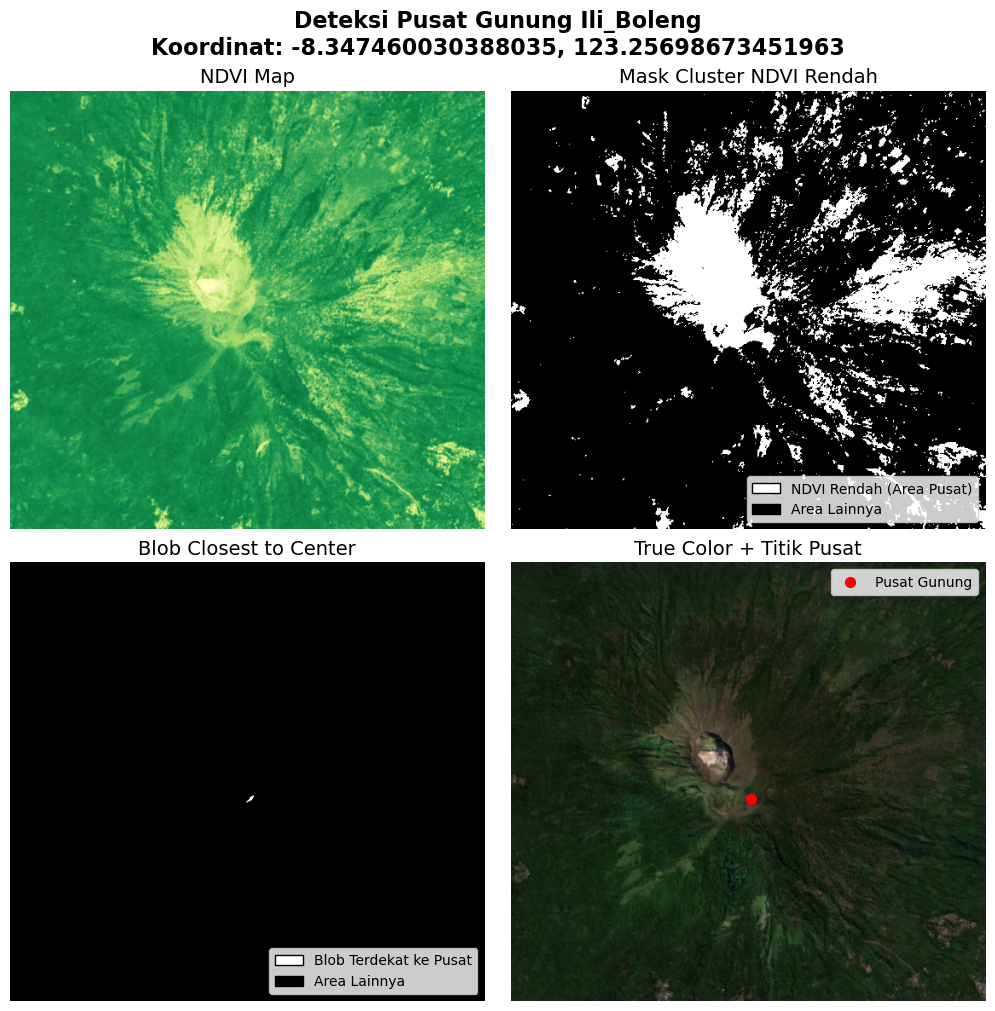 Deteksi Pusat Gunung Ili_Boleng
Koordinat: -8.347460030388035, 123.25698673451963
NDVI Map
Mask Cluster NDVI Rendah
NDVI Rendah (Area Pusat)
Area Lainnya
Blob Closest to Center
True Color + Titik Pusat
Pusat Gunung
Blob Terdekat ke Pusat
Area Lainnya